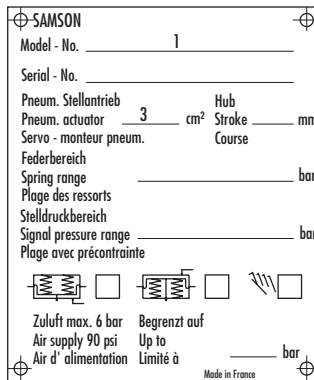 SAMSON
Model - No. 1
Serial - No.
Pneum. Stellantrieb Hub
Pneum. actuator 3 cm² Stroke mm
Servo - monteur pneum. Course
Federbereich
Spring range bar
Plage des ressorts
Stelldruckbereich
Signal pressure range bar
Plage avec précontrainte
Zuluft max. 6 bar Begrenzt auf
Air supply 90 psi Up to
Air d' alimentation Limité à bar
Made in France